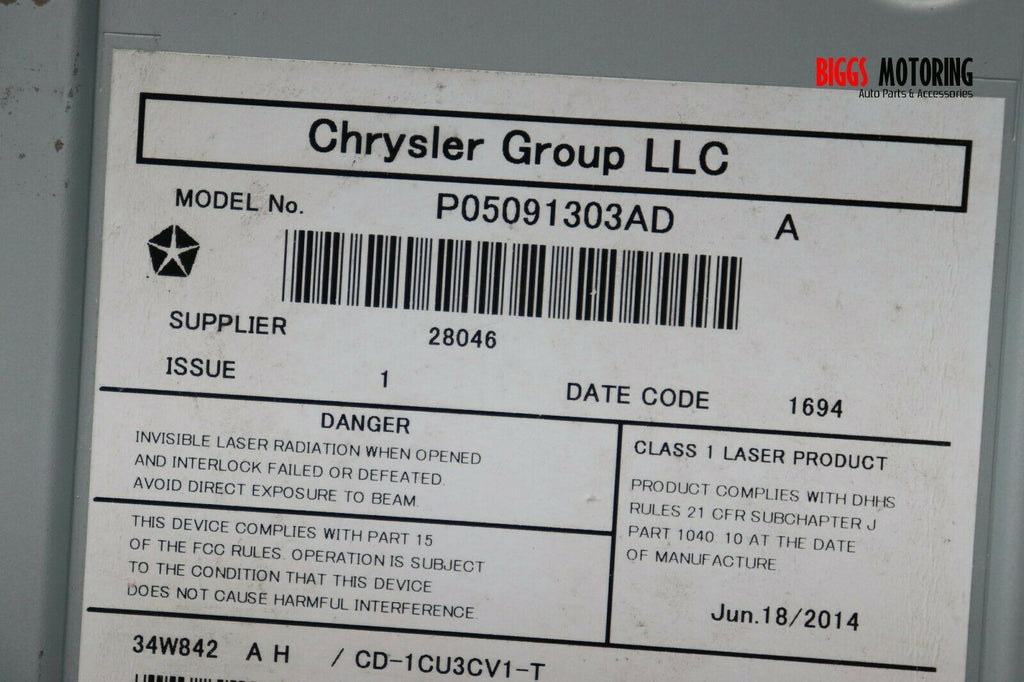 BIGGS MOTORING
Auto Parts & Accessories
Chrysler Group LLC
MODEL No. P05091303AD A
SUPPLIER 28046
ISSUE 1 DATE CODE 1694
DANGER
INVISIBLE LASER RADIATION WHEN OPENED
AND INTERLOCK FAILED OR DEFEATED.
AVOID DIRECT EXPOSURE TO BEAM.
CLASS 1 LASER PRODUCT
PRODUCT COMPLIES WITH DHHS
RULES 21 CFR SUBCHAPTER J
PART 1040. 10 AT THE DATE
OF MANUFACTURE
Jun.18/2014
THIS DEVICE COMPLIES WITH PART 15
OF THE FCC RULES. OPERATION IS SUBJECT
TO THE CONDITION THAT THIS DEVICE
DOES NOT CAUSE HARMFUL INTERFERENCE.
34W842 A H / CD-1CU3CV1-T